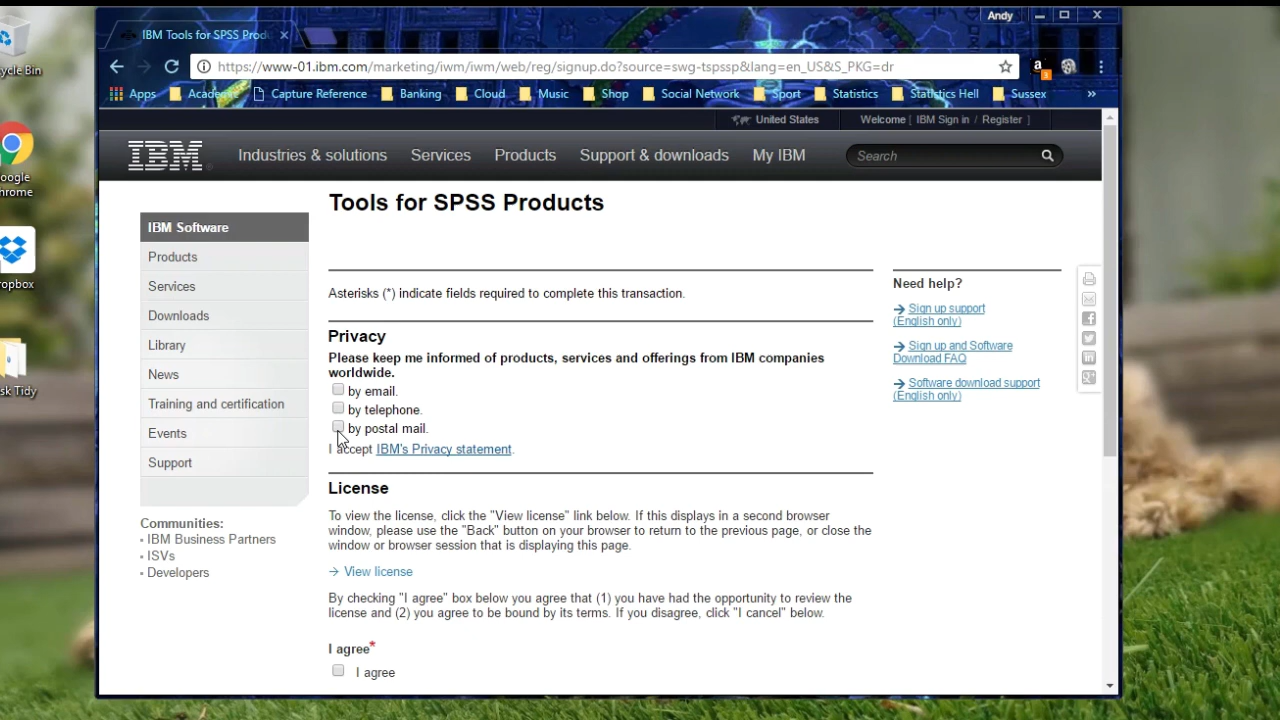 Andy
IBM Tools for SPSS Prod
https://www-01.ibm.com/marketing/iwm/iwm/web/reg/signup.do?source=swg-tspssp&lang=en_US&S_PKG=dr
a
3
Apps
Academic
Capture Reference
Banking
Cloud
Music
Shop
Social Network
Sport
Statistics
Statistics Hell
Sussex
»
United States
Welcome [ IBM Sign in / Register ]
IBM
Industries & solutions
Services
Products
Support & downloads
My IBM
Search
Tools for SPSS Products
IBM Software
Products
Services
Downloads
Library
News
Training and certification
Events
Support
Communities:
IBM Business Partners
ISVs
Developers
Asterisks (*) indicate fields required to complete this transaction.
Privacy
Please keep me informed of products, services and offerings from IBM companies
worldwide.
by email.
by telephone.
by postal mail.
I accept IBM's Privacy statement.
License
To view the license, click the "View license" link below. If this displays in a second browser
window, please use the "Back" button on your browser to return to the previous page, or close the
window or browser session that is displaying this page.
→ View license
By checking "I agree" box below you agree that (1) you have had the opportunity to review the
license and (2) you agree to be bound by its terms. If you disagree, click "I cancel" below.
I agree*
I agree
Need help?
→ Sign up support
(English only)
→ Sign up and Software
Download FAQ
→ Software download support
(English only)
ycle Bin
oogle
hrome
ropbox
sk Tidy